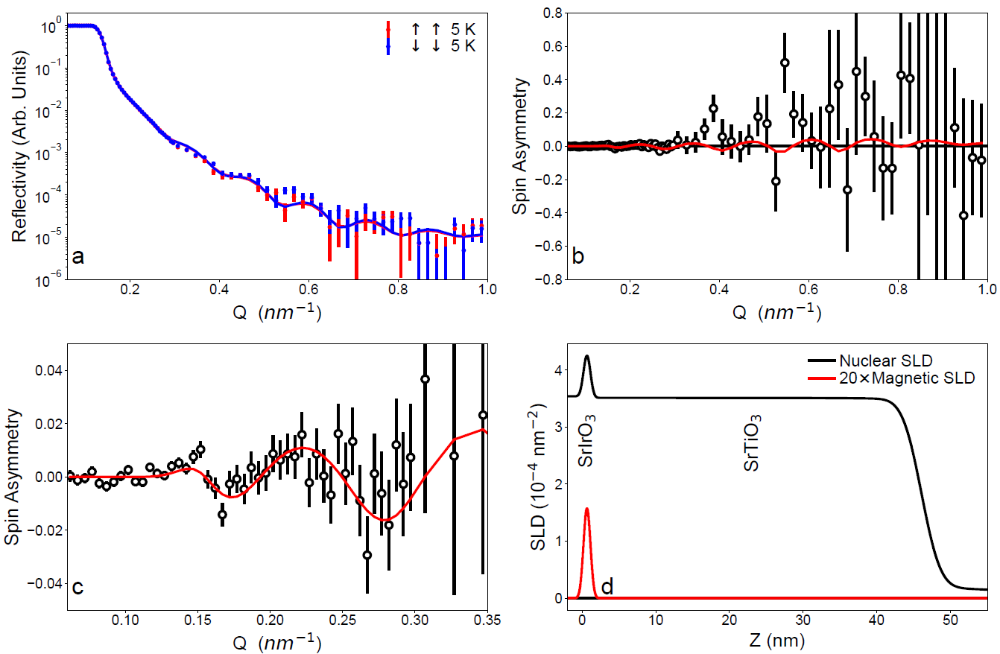 10⁰
10⁻¹
10⁻²
10⁻³
10⁻⁴
10⁻⁵
10⁻⁶
Reflectivity (Arb. Units)
↑ ↑ 5 K
↓ ↓ 5 K
a
0.2 0.4 0.6 0.8 1.0
Q (nm⁻¹)
0.8
0.6
0.4
0.2
0.0
−0.2
−0.4
−0.6
−0.8
Spin Asymmetry
b
0.2 0.4 0.6 0.8 1.0
Q (nm⁻¹)
0.04
0.02
0.00
−0.02
−0.04
Spin Asymmetry
c
0.10 0.15 0.20 0.25 0.30 0.35
Q (nm⁻¹)
4
3
2
1
0
SLD (10⁻⁴ nm⁻²)
Nuclear SLD
20×Magnetic SLD
SrIrO₃
SrTiO₃
d
0 10 20 30 40 50
Z (nm)